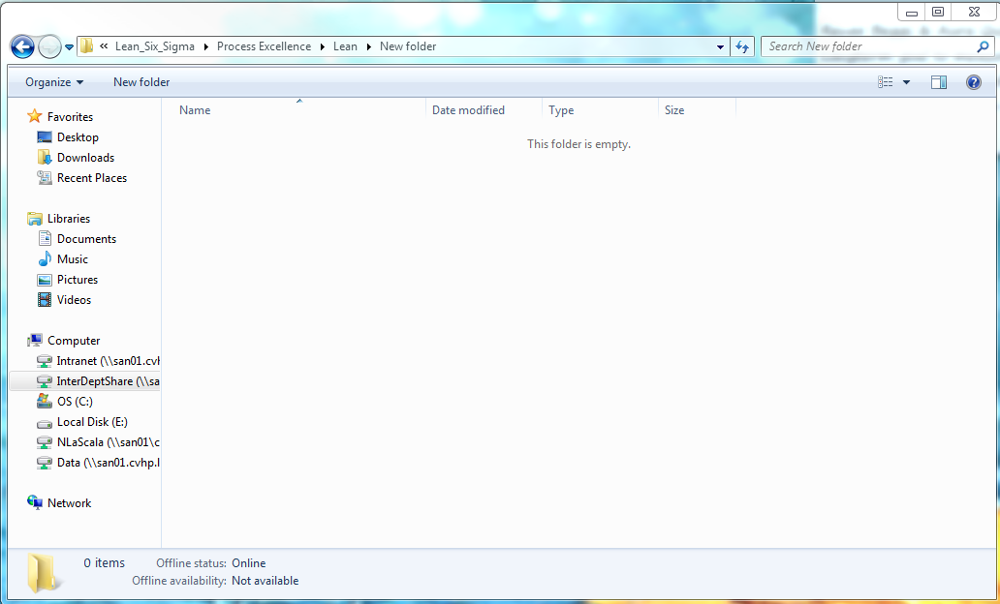 « Lean_Six_Sigma Process Excellence Lean New folder
Search New folder
Organize New folder
Name Date modified Type Size
This folder is empty.
Favorites
Desktop
Downloads
Recent Places
Libraries
Documents
Music
Pictures
Videos
Computer
Intranet (\\san01.cvh
InterDeptShare (\\sa
OS (C:)
Local Disk (E:)
NLaScala (\\san01\c
Data (\\san01.cvhp.l
Network
0 items Offline status: Online
Offline availability: Not available